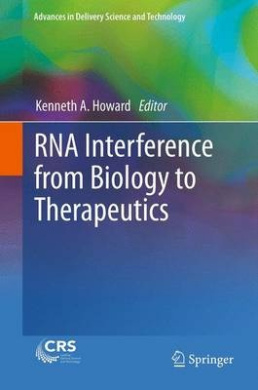 Advances in Delivery Science and Technology
Kenneth A. Howard Editor
RNA Interference
from Biology to
Therapeutics
CRS
Springer